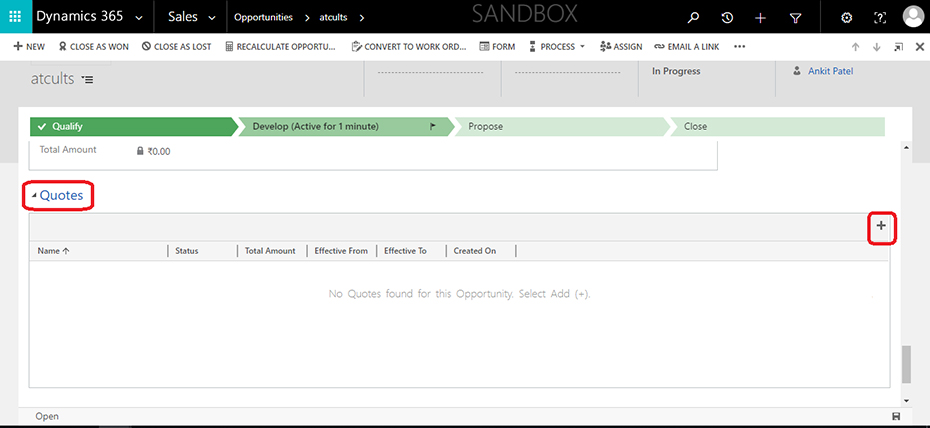 Dynamics 365 Sales Opportunities atcults SANDBOX
NEW CLOSE AS WON CLOSE AS LOST RECALCULATE OPPORTU... CONVERT TO WORK ORD... FORM PROCESS ASSIGN EMAIL A LINK
atcults In Progress Ankit Patel
Qualify Develop (Active for 1 minute) Propose Close
Total Amount ₹0.00
Quotes
Name Status Total Amount Effective From Effective To Created On
No Quotes found for this Opportunity. Select Add (+).
Open